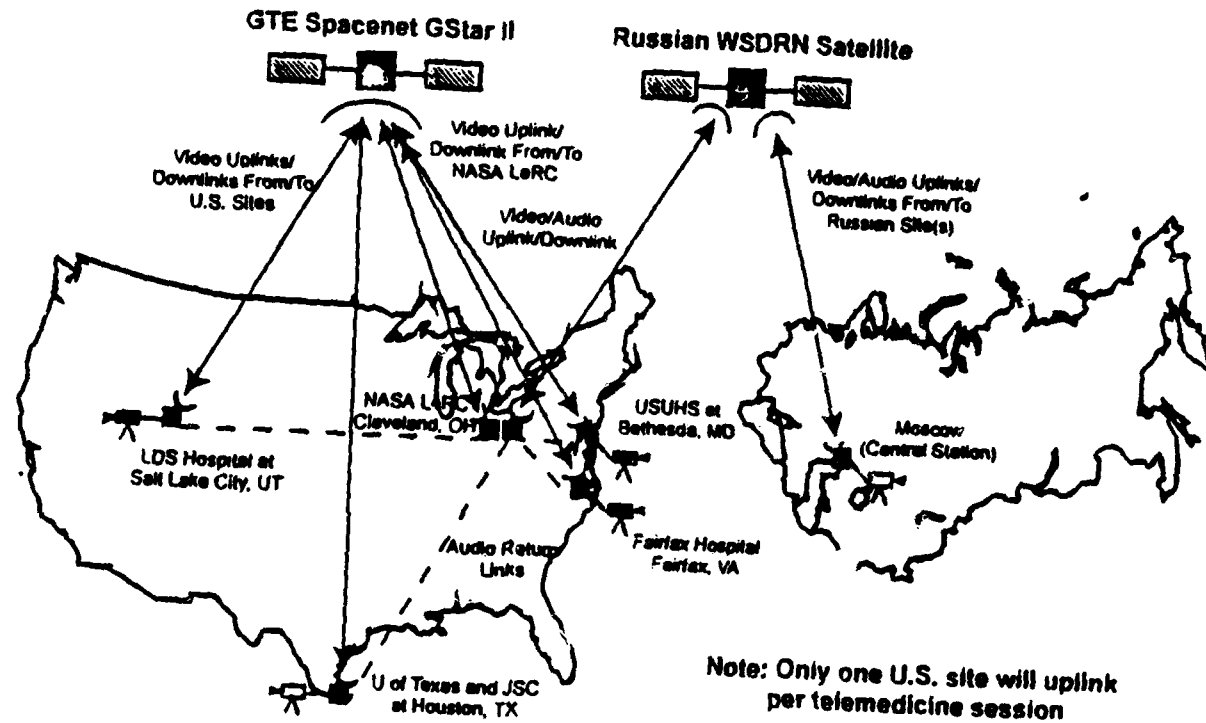 GTE Spacenet GStar II
Russian WSDRN Satellite
Video Uplinks/
Downlinks From/To
U.S. Sites
Video Uplink/
Downlink From/To
NASA LeRC
Video/Audio
Uplink/Downlink
Video/Audio Uplinks/
Downlinks From/To
Russian Site(s)
NASA LeRC
Cleveland, OH
USUHS at
Bethesda, MD
Moscow
(Central Station)
LDS Hospital at
Salt Lake City, UT
Audio Return
Links
Fairfax Hospital
Fairfax, VA
U of Texas and JSC
at Houston, TX
Note: Only one U.S. site will uplink
per telemedicine session